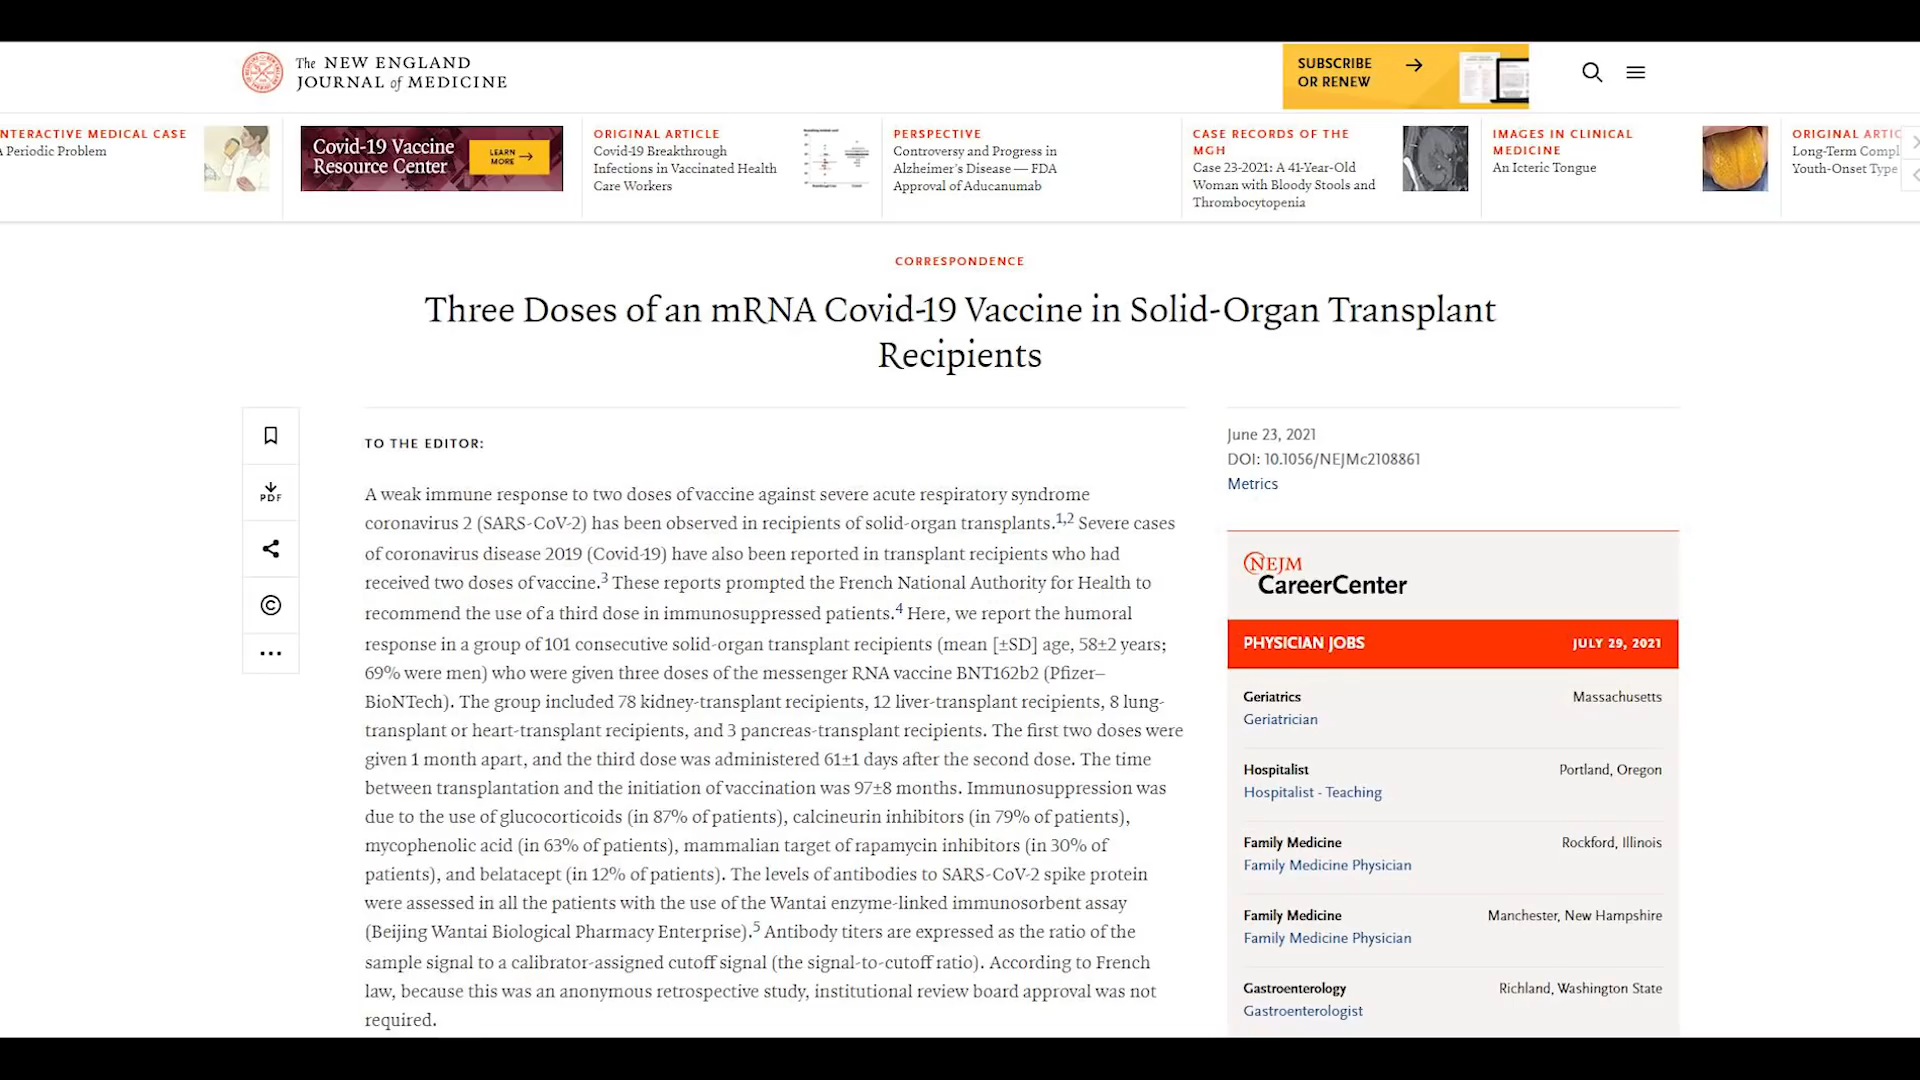 The NEW ENGLAND
JOURNAL of MEDICINE
SUBSCRIBE
OR RENEW
NTERACTIVE MEDICAL CASE
A Periodic Problem
Covid-19 Vaccine
Resource Center
LEARN
MORE
ORIGINAL ARTICLE
Covid-19 Breakthrough
Infections in Vaccinated Health
Care Workers
PERSPECTIVE
Controversy and Progress in
Alzheimer's Disease — FDA
Approval of Aducanumab
CASE RECORDS OF THE
MGH
Case 23-2021: A 41-Year-Old
Woman with Bloody Stools and
Thrombocytopenia
IMAGES IN CLINICAL
MEDICINE
An Icteric Tongue
ORIGINAL ARTIC
Long-Term Compl
Youth-Onset Type
CORRESPONDENCE
Three Doses of an mRNA Covid-19 Vaccine in Solid-Organ Transplant
Recipients
PDF
TO THE EDITOR:
A weak immune response to two doses of vaccine against severe acute respiratory syndrome
coronavirus 2 (SARS-CoV-2) has been observed in recipients of solid-organ transplants.1,2 Severe cases
of coronavirus disease 2019 (Covid-19) have also been reported in transplant recipients who had
received two doses of vaccine.3 These reports prompted the French National Authority for Health to
recommend the use of a third dose in immunosuppressed patients.4 Here, we report the humoral
response in a group of 101 consecutive solid-organ transplant recipients (mean [±SD] age, 58±2 years;
69% were men) who were given three doses of the messenger RNA vaccine BNT162b2 (Pfizer–
BioNTech). The group included 78 kidney-transplant recipients, 12 liver-transplant recipients, 8 lung-
transplant or heart-transplant recipients, and 3 pancreas-transplant recipients. The first two doses were
given 1 month apart, and the third dose was administered 61±1 days after the second dose. The time
between transplantation and the initiation of vaccination was 97±8 months. Immunosuppression was
due to the use of glucocorticoids (in 87% of patients), calcineurin inhibitors (in 79% of patients),
mycophenolic acid (in 63% of patients), mammalian target of rapamycin inhibitors (in 30% of
patients), and belatacept (in 12% of patients). The levels of antibodies to SARS-CoV-2 spike protein
were assessed in all the patients with the use of the Wantai enzyme-linked immunosorbent assay
(Beijing Wantai Biological Pharmacy Enterprise).5 Antibody titers are expressed as the ratio of the
sample signal to a calibrator-assigned cutoff signal (the signal-to-cutoff ratio). According to French
law, because this was an anonymous retrospective study, institutional review board approval was not
required.
June 23, 2021
DOI: 10.1056/NEJMc2108861
Metrics
NEJM
CareerCenter
PHYSICIAN JOBS JULY 29, 2021
Geriatrics Massachusetts
Geriatrician
Hospitalist Portland, Oregon
Hospitalist - Teaching
Family Medicine Rockford, Illinois
Family Medicine Physician
Family Medicine Manchester, New Hampshire
Family Medicine Physician
Gastroenterology Richland, Washington State
Gastroenterologist